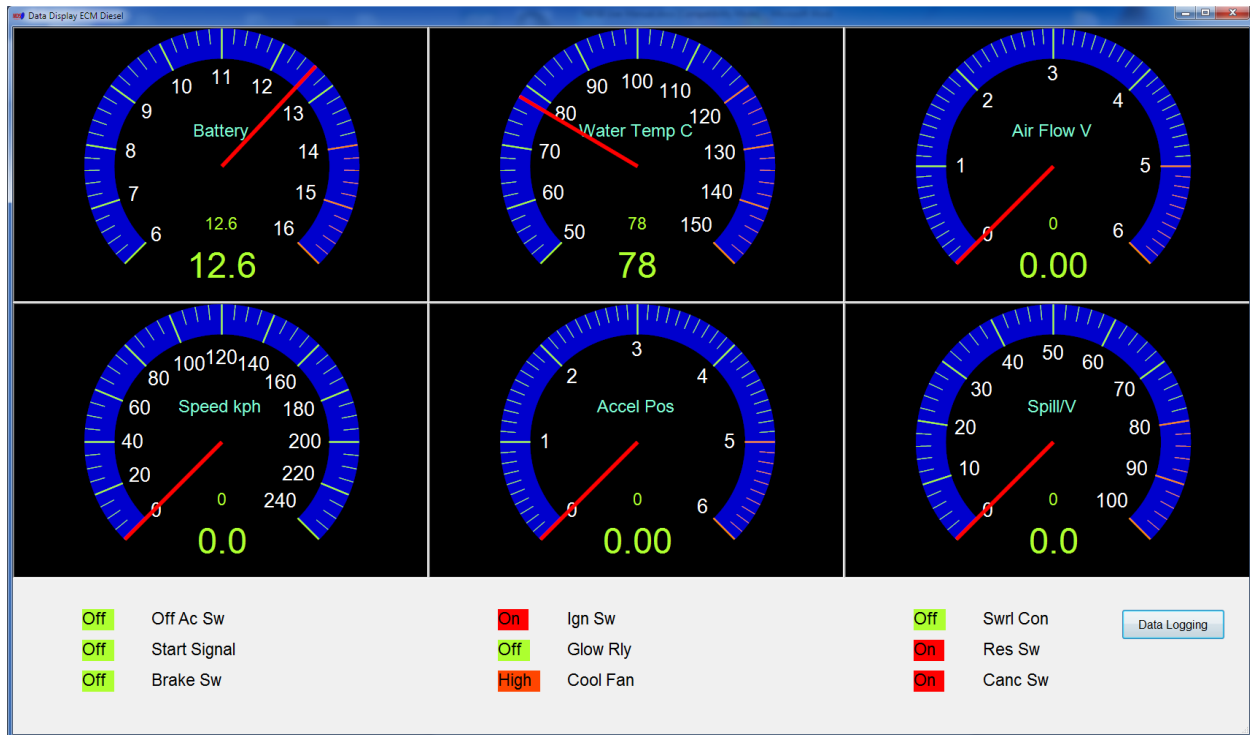 Data Display ECM Diesel
6 7 8 9 10 11 12 13 14 15 16
Battery
12.6
12.6
50 60 70 80 90 100 110 120 130 140 150
Water Temp C
78
78
0 1 2 3 4 5 6
Air Flow V
0
0.00
0 20 40 60 80 100 120 140 160 180 200 220 240
Speed kph
0
0.0
0 1 2 3 4 5 6
Accel Pos
0
0.00
0 10 20 30 40 50 60 70 80 90 100
Spill/V
0
0.0
Off Off Ac Sw
On Ign Sw
Off Swrl Con
Data Logging
Off Start Signal
Off Glow Rly
On Res Sw
Off Brake Sw
High Cool Fan
On Canc Sw